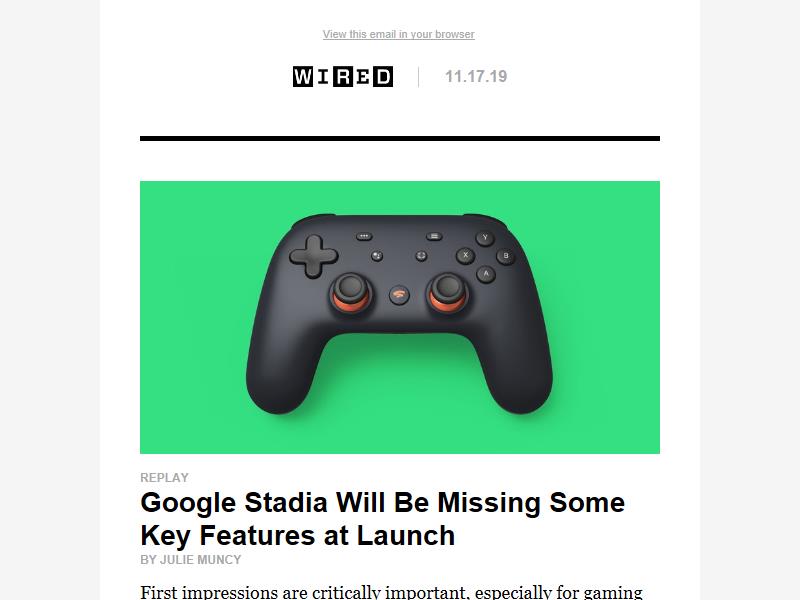 View this email in your browser
WIRED 11.17.19
Y
X B
A
REPLAY
Google Stadia Will Be Missing Some
Key Features at Launch
BY JULIE MUNCY
First impressions are critically important, especially for gaming